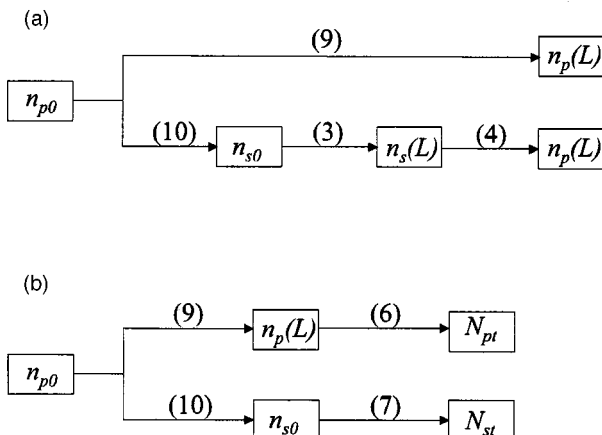 (a)
(9)
n_p0
n_p(L)
(10) (3) (4)
n_s0 n_s(L) n_p(L)
(b)
(9) (6)
n_p(L) N_pt
n_p0
(10) (7)
n_s0 N_st